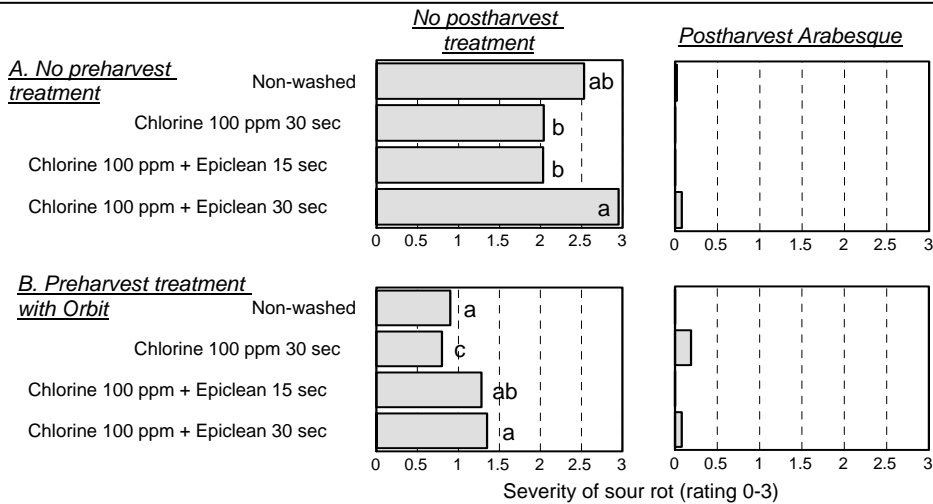 No postharvest
treatment
Postharvest Arabesque
A. No preharvest
treatment
Non-washed
ab
Chlorine 100 ppm 30 sec
b
Chlorine 100 ppm + Epiclean 15 sec
b
Chlorine 100 ppm + Epiclean 30 sec
a
0 0.5 1 1.5 2 2.5 3
0 0.5 1 1.5 2 2.5 3
B. Preharvest treatment
with Orbit
Non-washed
a
Chlorine 100 ppm 30 sec
c
Chlorine 100 ppm + Epiclean 15 sec
ab
Chlorine 100 ppm + Epiclean 30 sec
a
0 0.5 1 1.5 2 2.5 3
0 0.5 1 1.5 2 2.5 3
Severity of sour rot (rating 0-3)